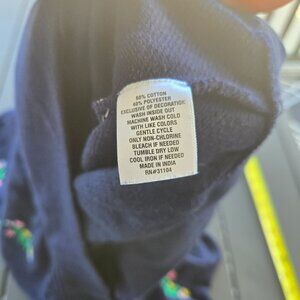 60% COTTON
40% POLYESTER
EXCLUSIVE OF DECORATION
WASH INSIDE OUT
MACHINE WASH COLD
WITH LIKE COLORS
GENTLE CYCLE
ONLY NON-CHLORINE
BLEACH IF NEEDED
TUMBLE DRY LOW
COOL IRON IF NEEDED
MADE IN INDIA
RN#31104